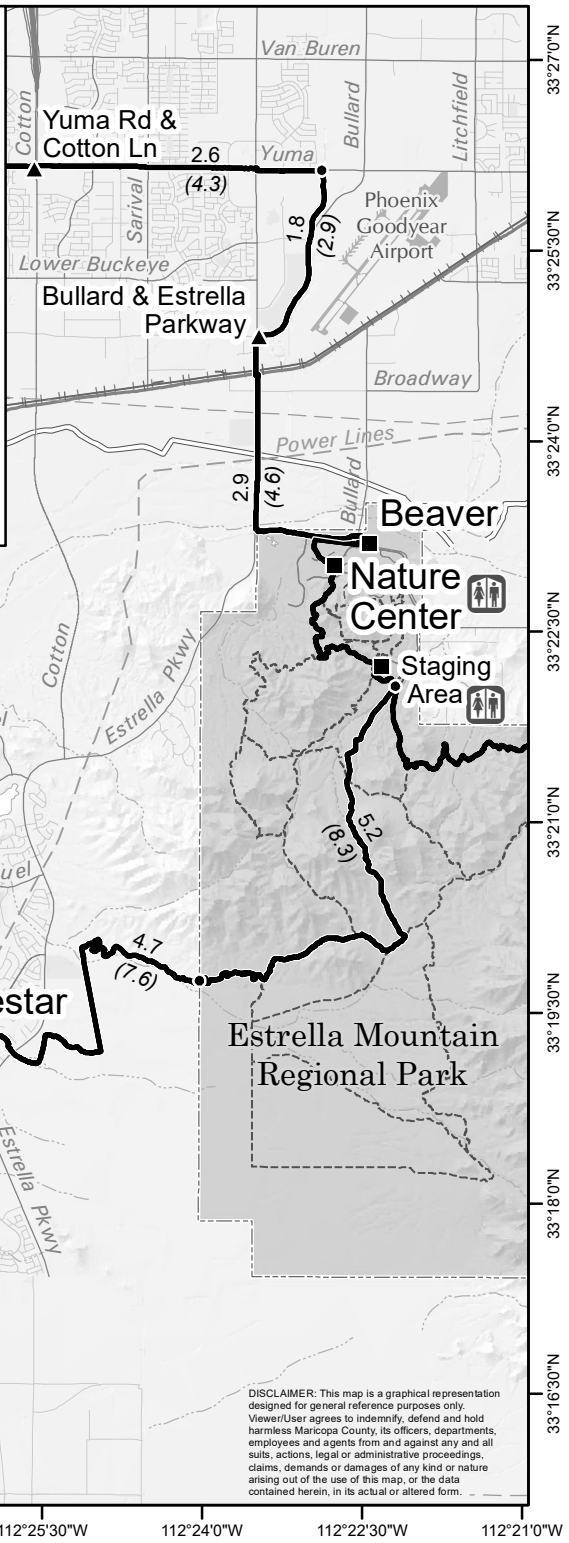 Van Buren
33°27'0"N
Cotton
Yuma Rd &
Cotton Ln
Bullard
Litchfield
2.6
(4.3)
Yuma
Sarival
Phoenix
Goodyear
Airport
1.8
(2.9)
33°25'30"N
Lower Buckeye
Bullard & Estrella
Parkway
Broadway
33°24'0"N
Power Lines
2.9
(4.6)
Bullard
Beaver
Nature
Center
33°22'30"N
Cotton
Estrella Pkwy
Staging
Area
33°21'0"N
5.2
(8.3)
uel
4.7
(7.6)
estar
33°19'30"N
Estrella Mountain
Regional Park
Estrella Pkwy
33°18'0"N
33°16'30"N
DISCLAIMER: This map is a graphical representation
designed for general reference purposes only.
Viewer/User agrees to indemnify, defend and hold
harmless Maricopa County, its officers, departments,
employees and agents from and against any and all
suits, actions, legal or administrative proceedings,
claims, demands or damages of any kind or nature
arising out of the use of this map, or the data
contained herein, in its actual or altered form.
112°25'30"W
112°24'0"W
112°22'30"W
112°21'0"W